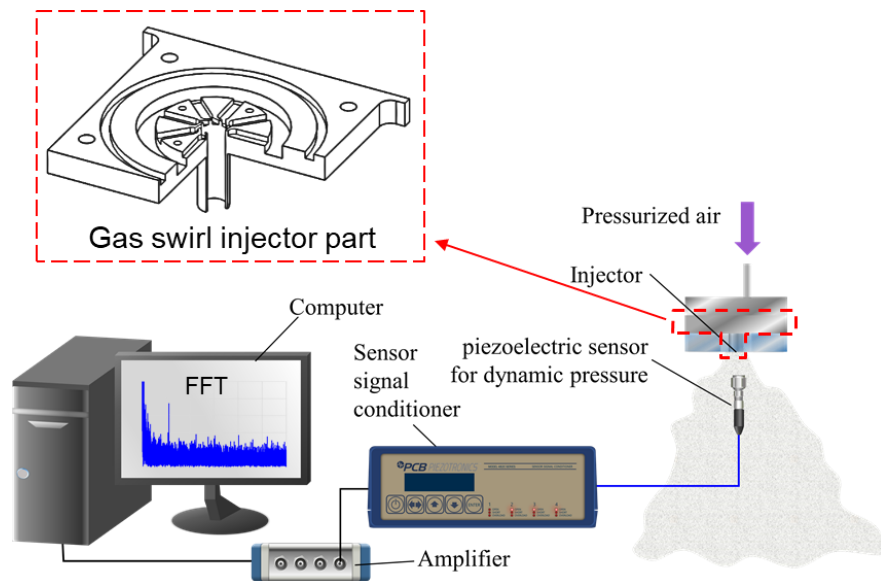 Gas swirl injector part
Pressurized air
Injector
Computer
piezoelectric sensor
for dynamic pressure
Sensor
signal
conditioner
FFT
PCB PIEZOTRONICS
Amplifier